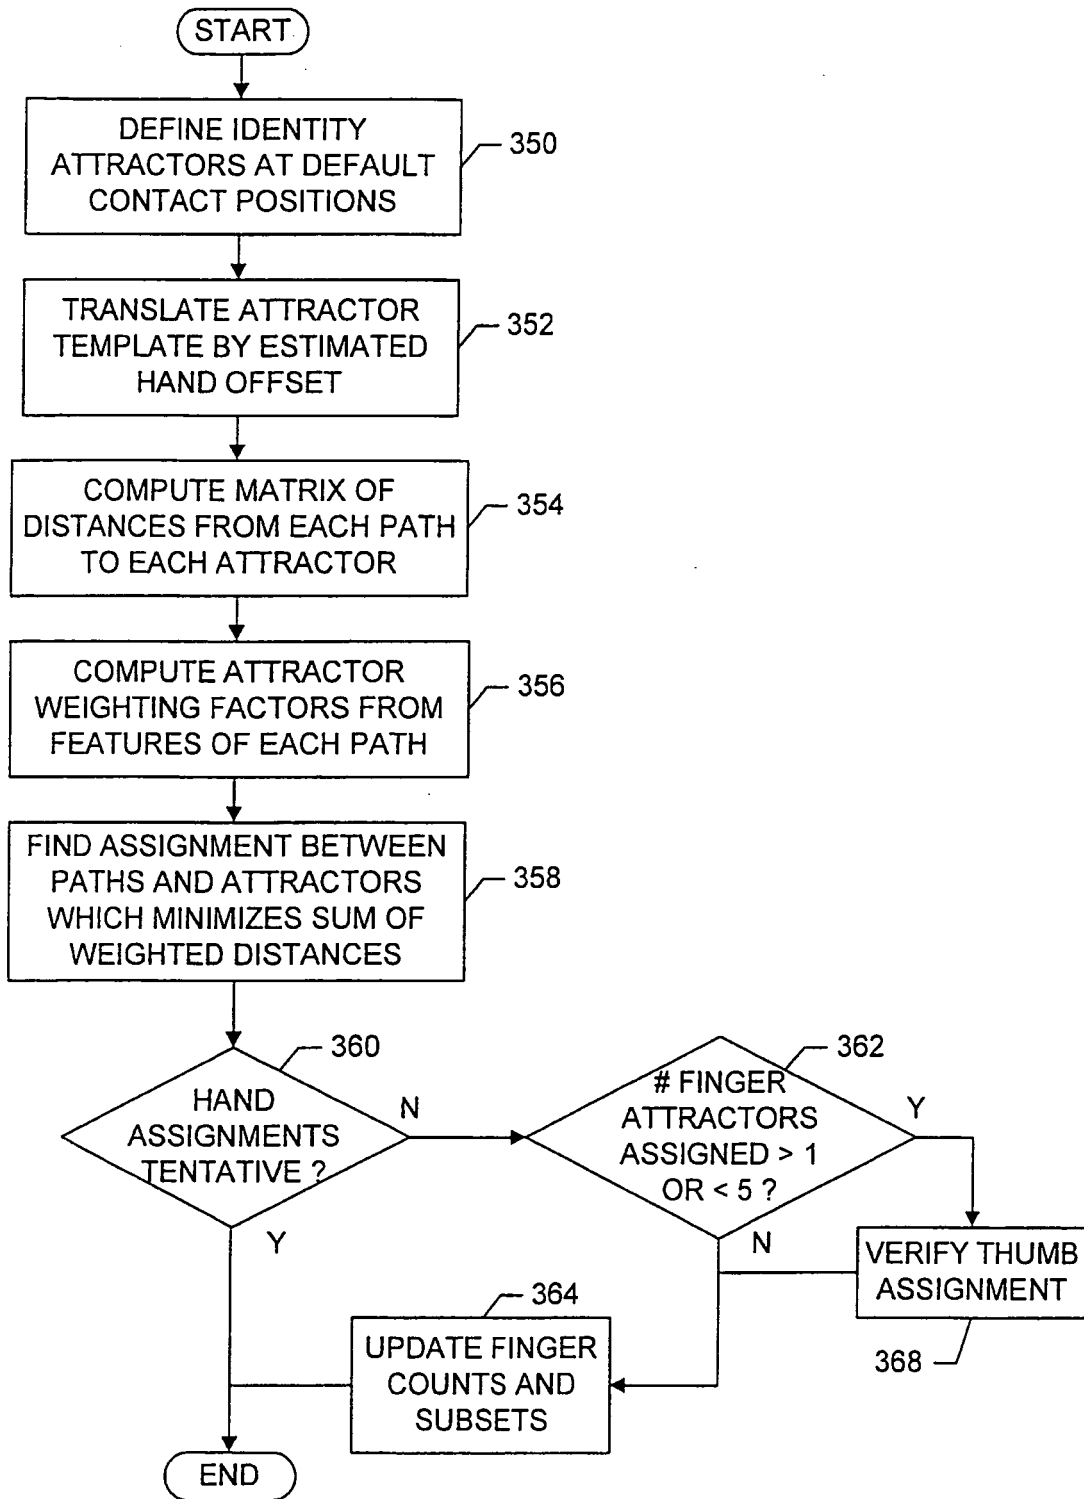 START
DEFINE IDENTITY
ATTRACTORS AT DEFAULT
CONTACT POSITIONS
350
TRANSLATE ATTRACTOR
TEMPLATE BY ESTIMATED
HAND OFFSET
352
COMPUTE MATRIX OF
DISTANCES FROM EACH PATH
TO EACH ATTRACTOR
354
COMPUTE ATTRACTOR
WEIGHTING FACTORS FROM
FEATURES OF EACH PATH
356
FIND ASSIGNMENT BETWEEN
PATHS AND ATTRACTORS
WHICH MINIMIZES SUM OF
WEIGHTED DISTANCES
358
HAND
ASSIGNMENTS
TENTATIVE ?
360
N
Y
# FINGER
ATTRACTORS
ASSIGNED > 1
OR < 5 ?
362
Y
N
VERIFY THUMB
ASSIGNMENT
368
UPDATE FINGER
COUNTS AND
SUBSETS
364
END